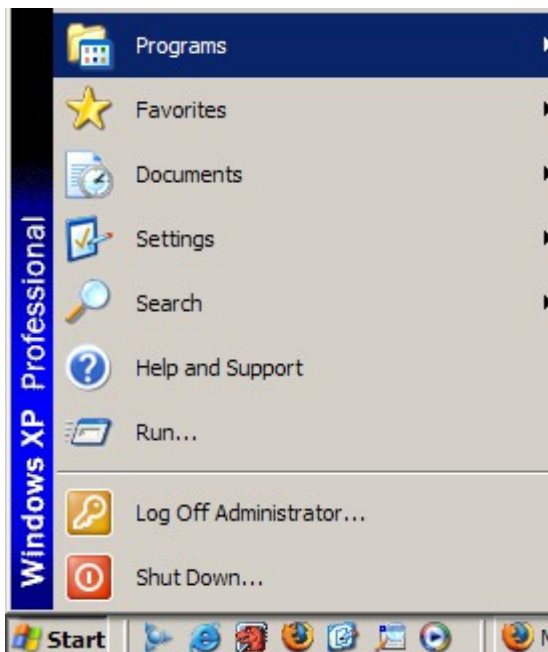 Programs
Favorites
Documents
Settings
Search
Help and Support
Run...
Log Off Administrator...
Shut Down...
Windows XP Professional
Start